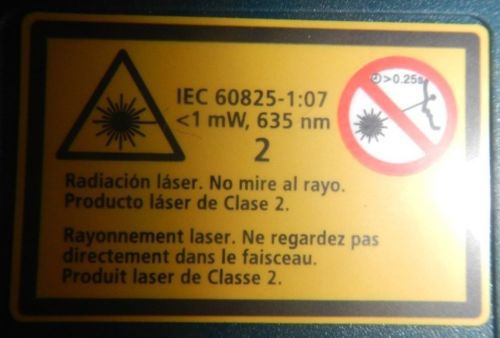 IEC 60825-1:07
<1 mW, 635 nm
2
>0.25s
Radiación láser. No mire al rayo.
Producto láser de Clase 2.
Rayonnement laser. Ne regardez pas
directement dans le faisceau.
Produit laser de Classe 2.